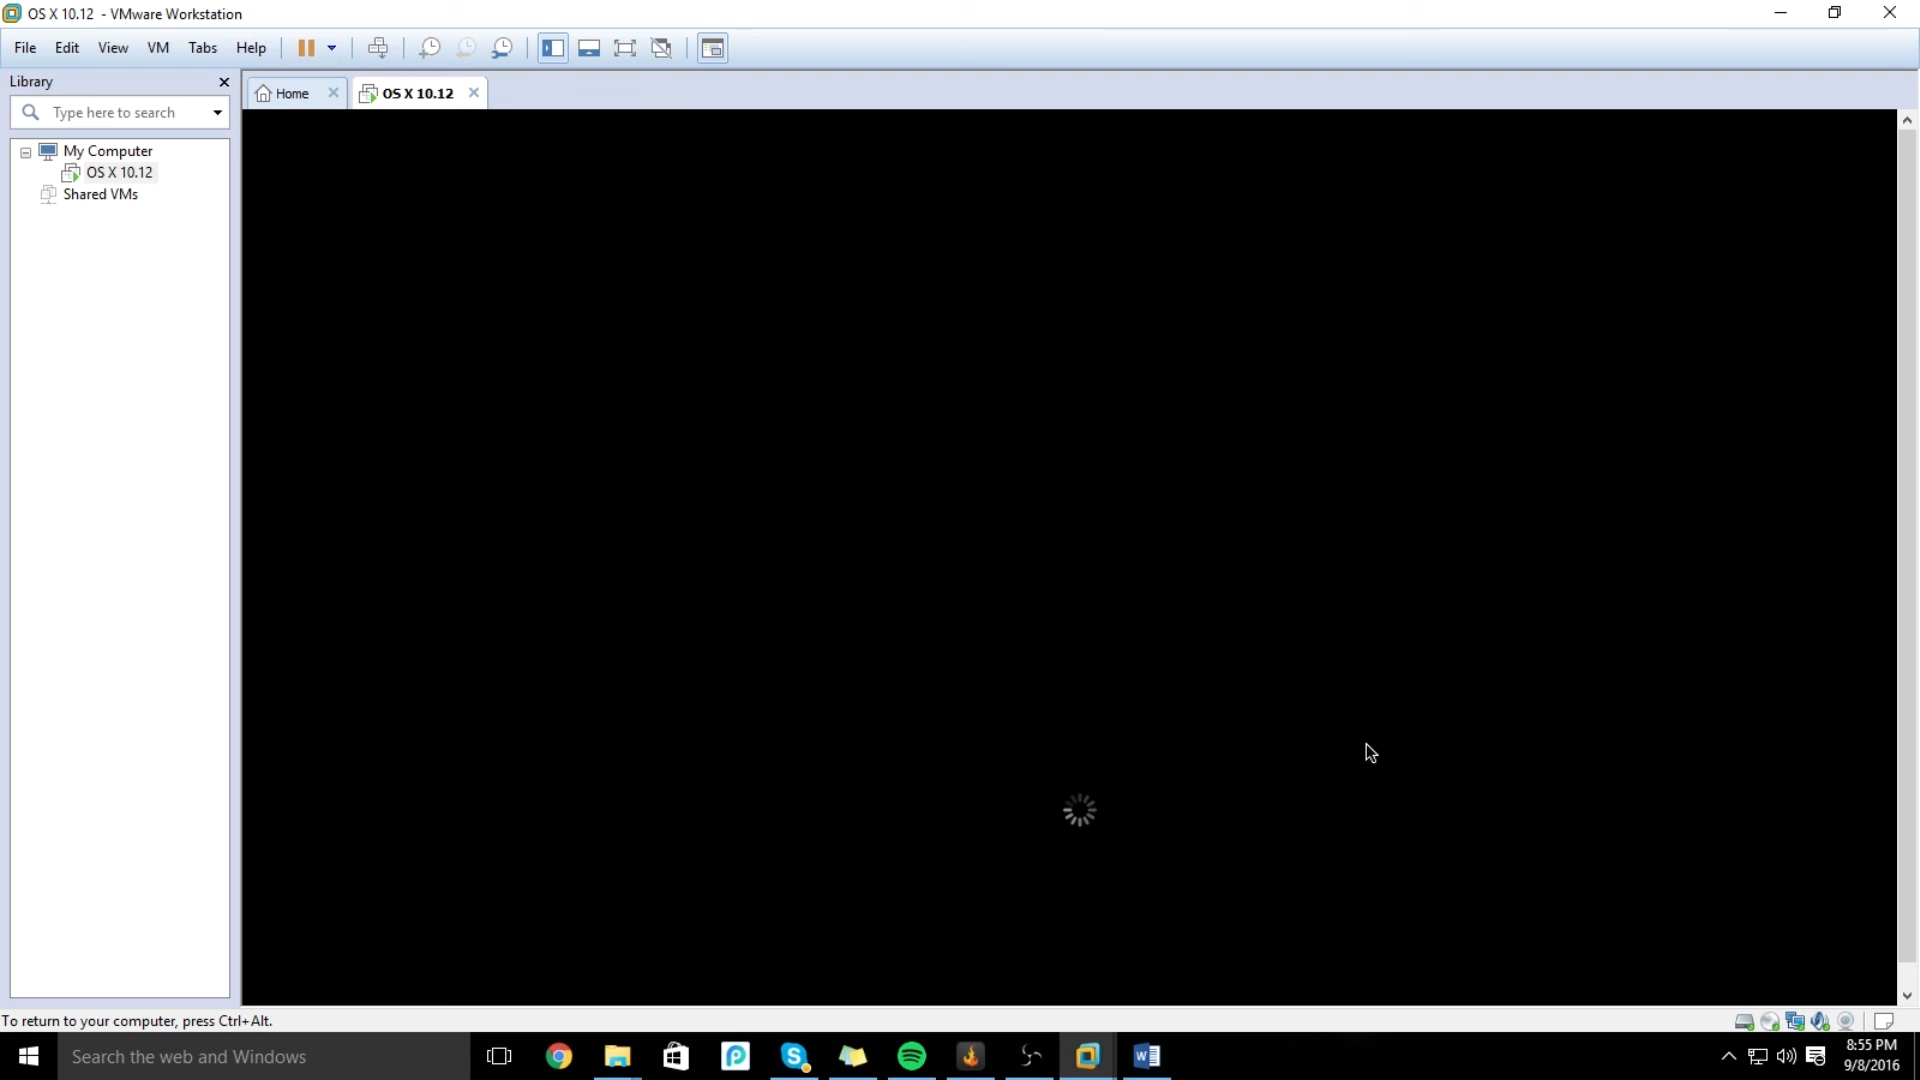 OS X 10.12 - VMware Workstation
File Edit View VM Tabs Help
Library
Home
OS X 10.12
Type here to search
My Computer
OS X 10.12
Shared VMs
To return to your computer, press Ctrl+Alt.
Search the web and Windows
8:55 PM
9/8/2016